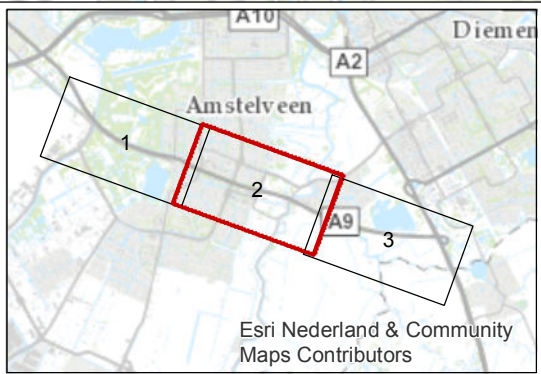 A10
Diemen
A2
Amstelveen
1
2
A9
3
Esri Nederland & Community
Maps Contributors